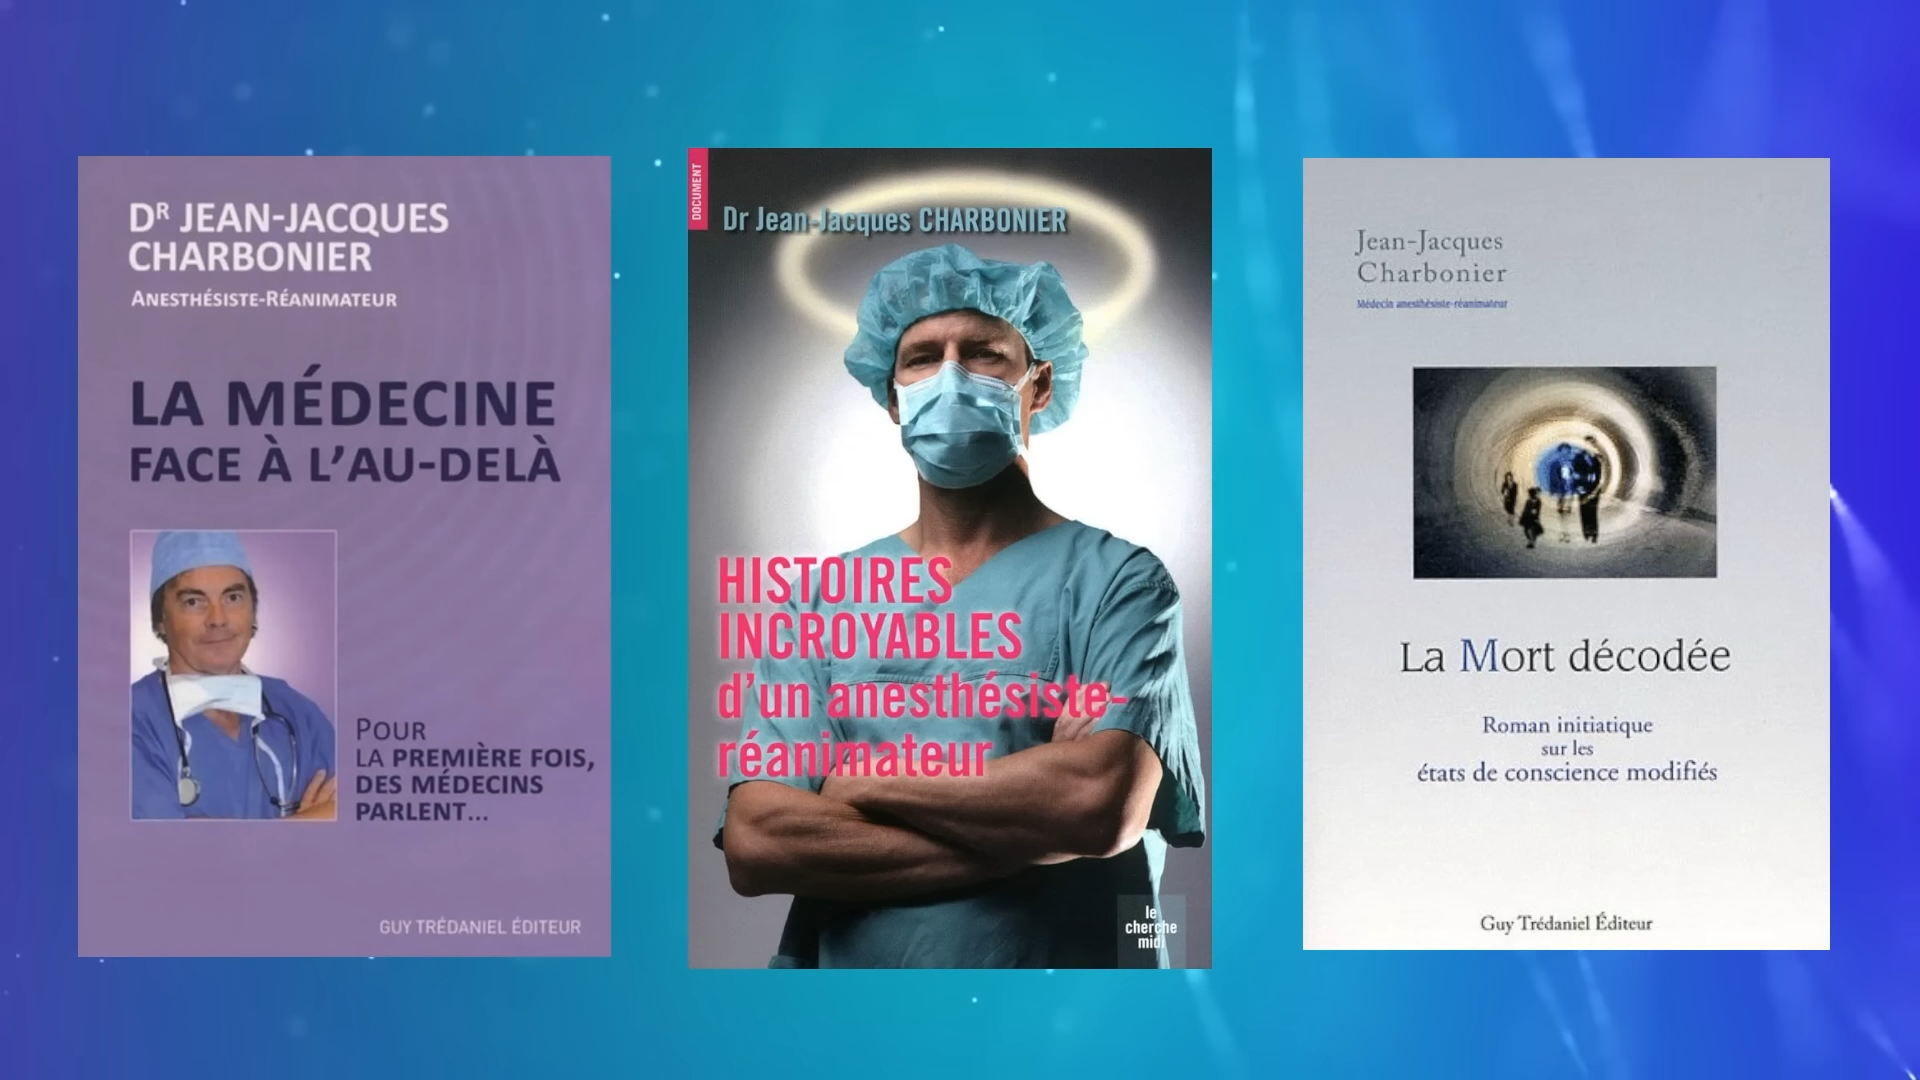 DR JEAN-JACQUES
CHARBONIER
ANESTHÉSISTE-RÉANIMATEUR
LA MÉDECINE
FACE À L'AU-DELÀ
POUR
LA PREMIÈRE FOIS,
DES MÉDECINS
PARLENT...
GUY TRÉDANIEL ÉDITEUR
DOCUMENT
Dr Jean-Jacques CHARBONIER
HISTOIRES
INCROYABLES
d'un anesthésiste-
réanimateur
le
cherche
midi
Jean-Jacques
Charbonier
Médecin anesthésiste-réanimateur
La Mort décodée
Roman initiatique
sur les
états de conscience modifiés
Guy Trédaniel Éditeur